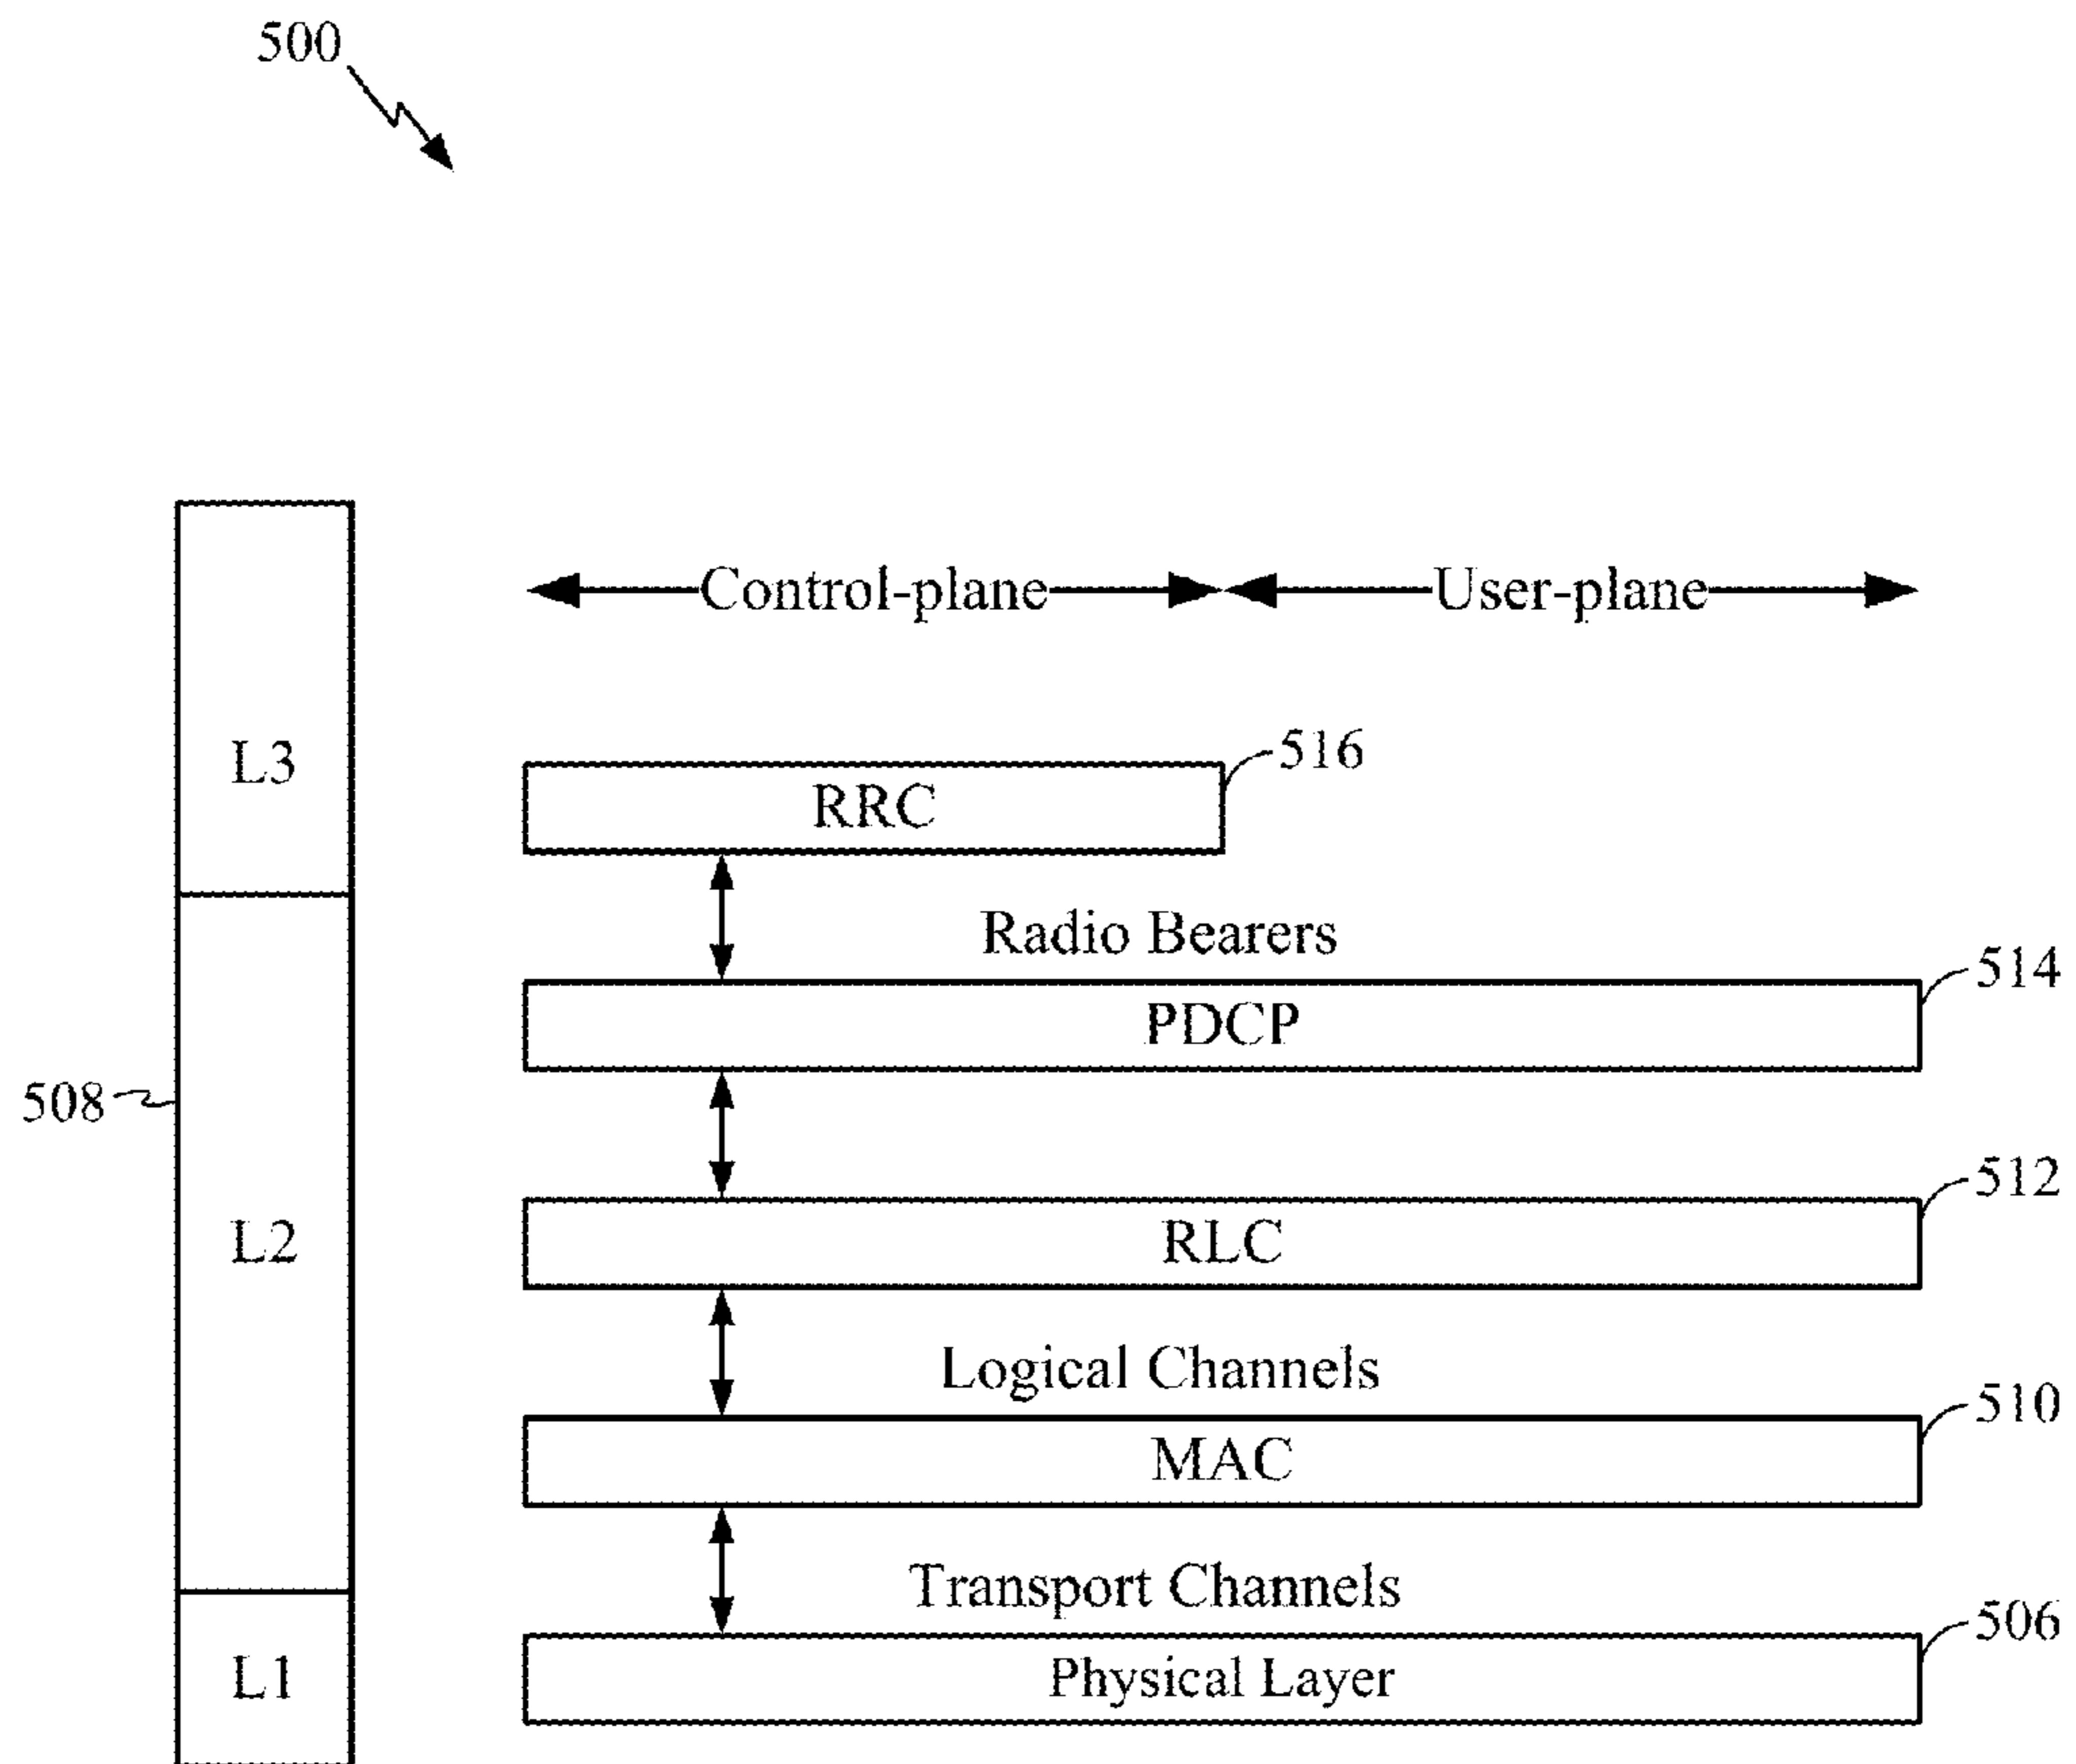 500
Control-plane User-plane
L3
516
RRC
Radio Bearers
514
PDCP
508
512
L2
RLC
Logical Channels
510
MAC
Transport Channels
506
L1
Physical Layer